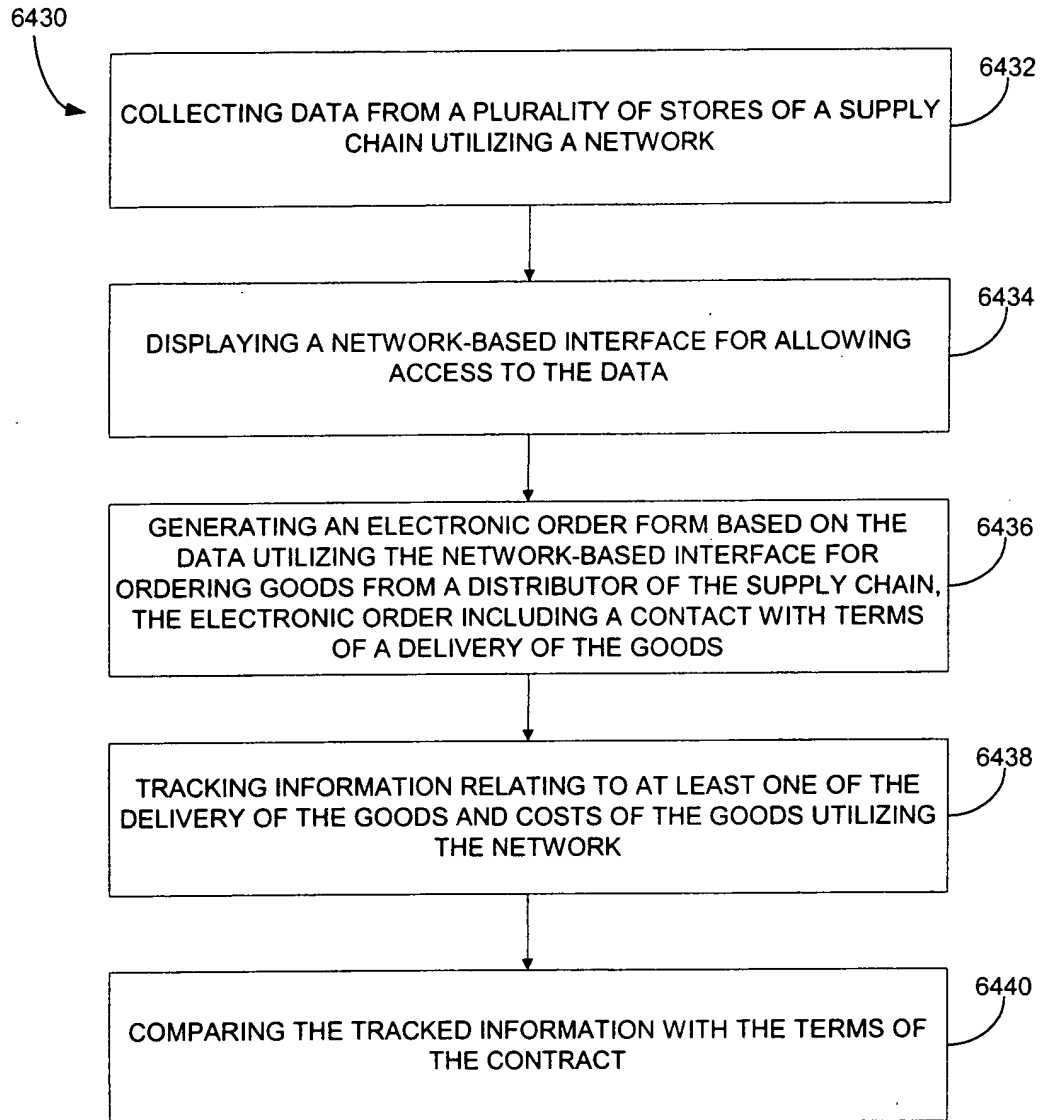 6430
6432
COLLECTING DATA FROM A PLURALITY OF STORES OF A SUPPLY
CHAIN UTILIZING A NETWORK
6434
DISPLAYING A NETWORK-BASED INTERFACE FOR ALLOWING
ACCESS TO THE DATA
6436
GENERATING AN ELECTRONIC ORDER FORM BASED ON THE
DATA UTILIZING THE NETWORK-BASED INTERFACE FOR
ORDERING GOODS FROM A DISTRIBUTOR OF THE SUPPLY CHAIN,
THE ELECTRONIC ORDER INCLUDING A CONTACT WITH TERMS
OF A DELIVERY OF THE GOODS
6438
TRACKING INFORMATION RELATING TO AT LEAST ONE OF THE
DELIVERY OF THE GOODS AND COSTS OF THE GOODS UTILIZING
THE NETWORK
6440
COMPARING THE TRACKED INFORMATION WITH THE TERMS OF
THE CONTRACT